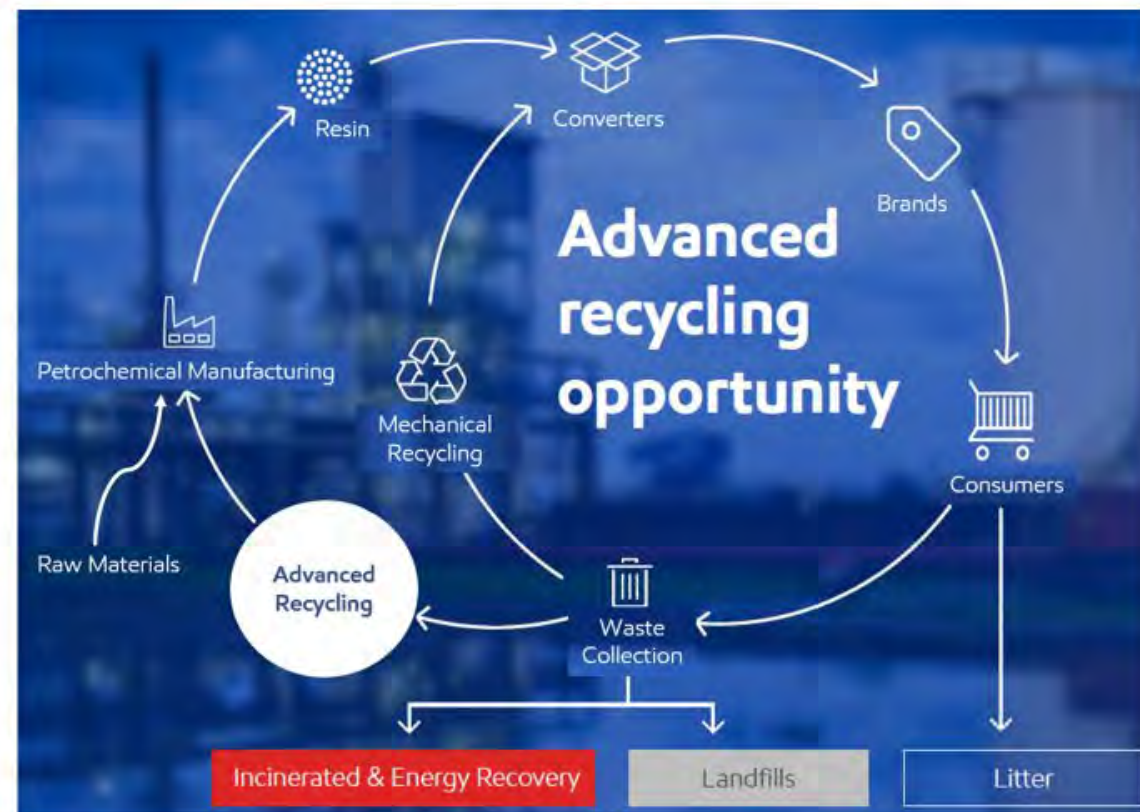 Resin
Converters
Brands
Advanced
recycling
opportunity
Petrochemical Manufacturing
Mechanical
Recycling
Consumers
Raw Materials
Advanced
Recycling
Waste
Collection
Incinerated & Energy Recovery
Landfills
Litter